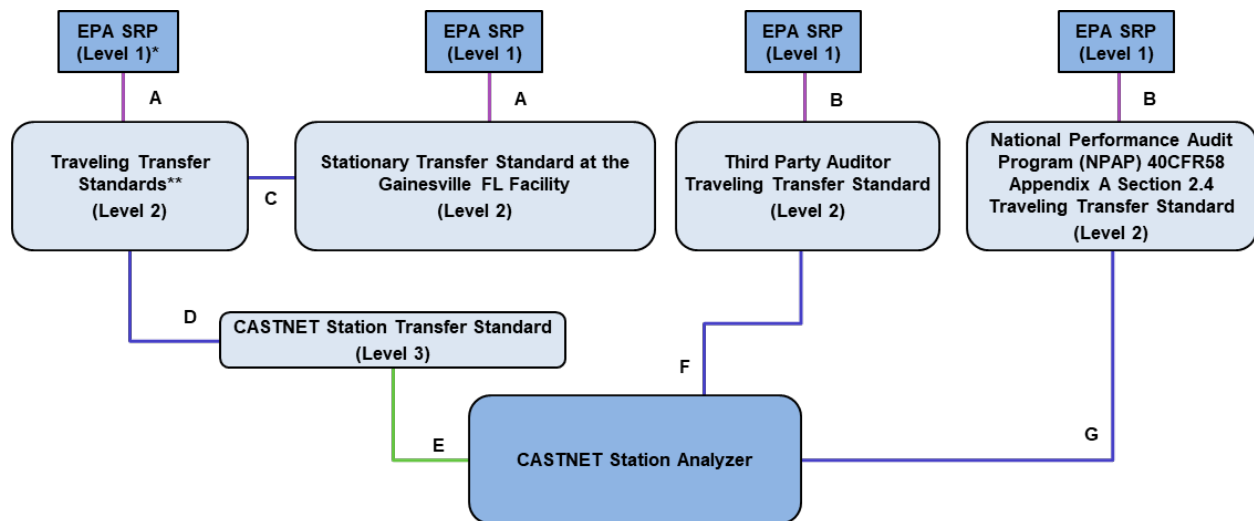 EPA SRP
(Level 1)*
EPA SRP
(Level 1)
EPA SRP
(Level 1)
EPA SRP
(Level 1)
A
A
B
B
Traveling Transfer
Standards**
(Level 2)
C
Stationary Transfer Standard at the
Gainesville FL Facility
(Level 2)
Third Party Auditor
Traveling Transfer Standard
(Level 2)
National Performance Audit
Program (NPAP) 40CFR58
Appendix A Section 2.4
Traveling Transfer Standard
(Level 2)
D
CASTNET Station Transfer Standard
(Level 3)
F
E
CASTNET Station Analyzer
G